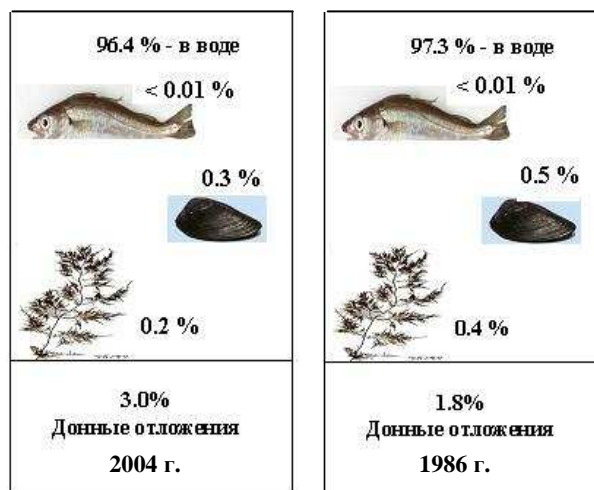 96.4 % - в воде
< 0.01 %
0.3 %
0.2 %
3.0%
Донные отложения
2004 г.
97.3 % - в воде
< 0.01 %
0.5 %
0.4 %
1.8%
Донные отложения
1986 г.